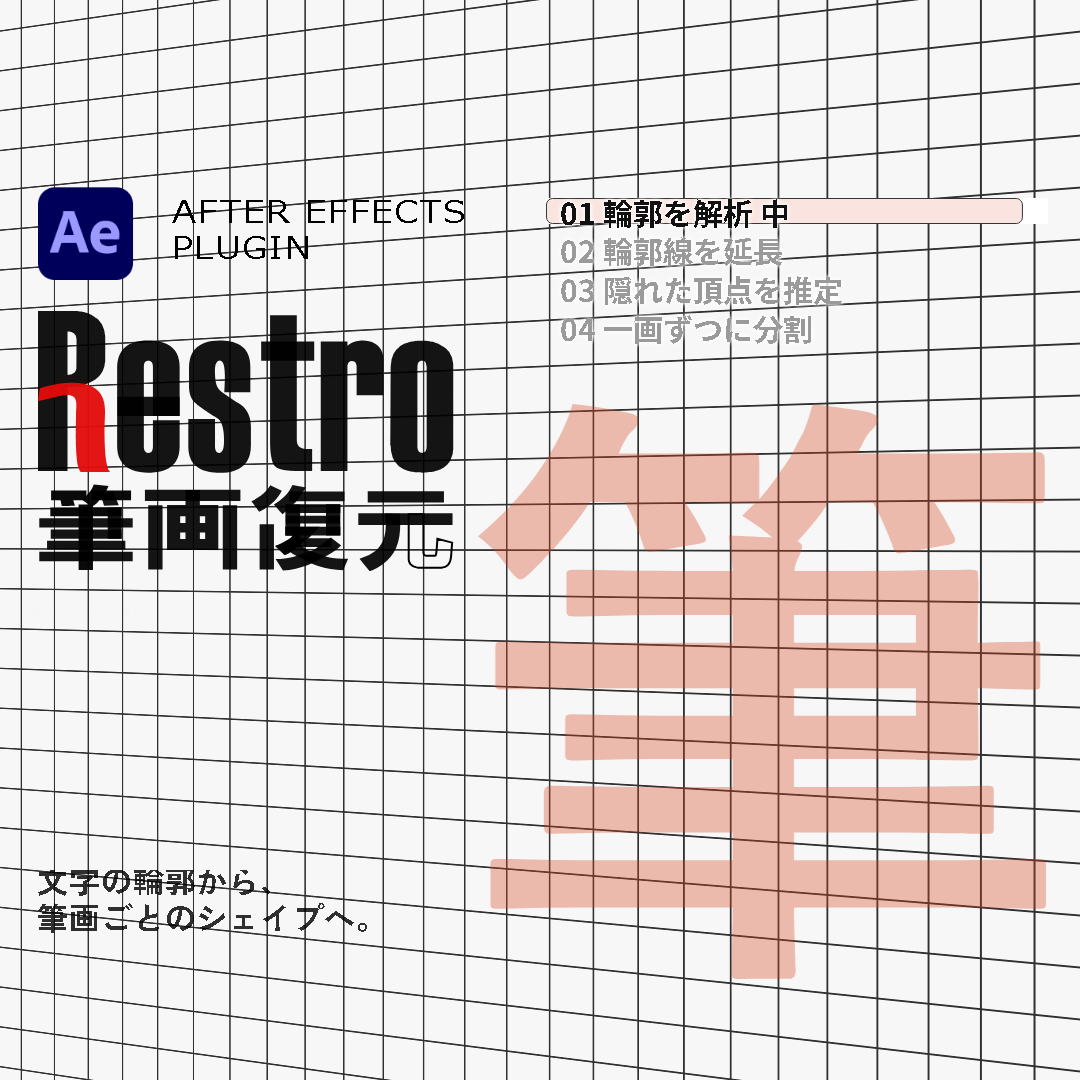 Ae
AFTER EFFECTS
PLUGIN
Restro
筆画復元
01 輪郭を解析 中
02 輪郭線を延長
03 隠れた頂点を推定
04 一画ずつに分割
筆
文字の輪郭から、
筆画ごとのシェイプへ。